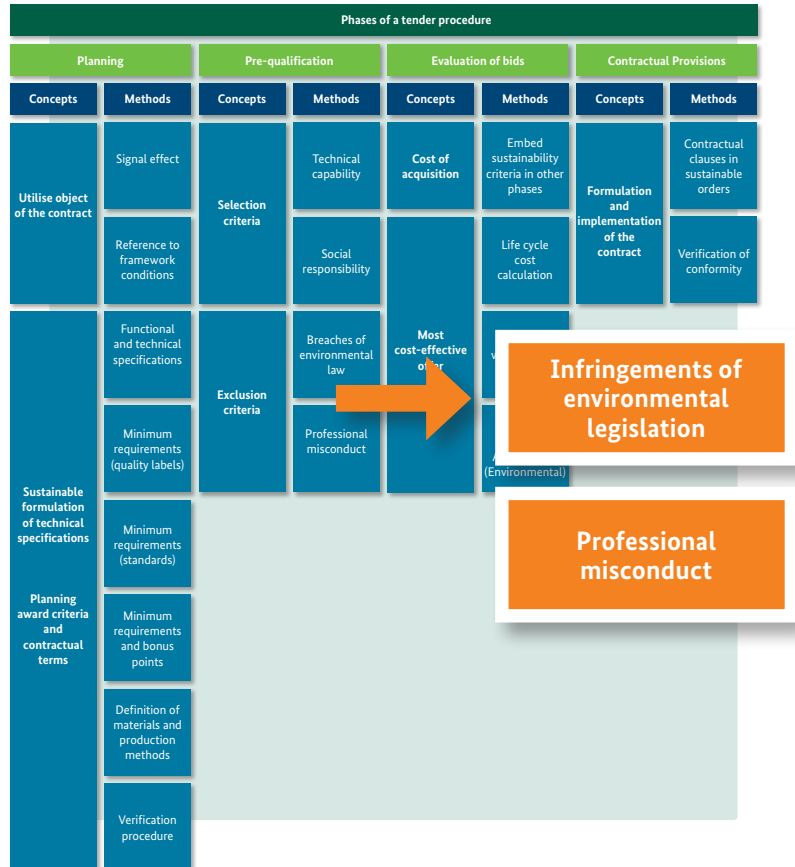 Phases of a tender procedure
Planning
Pre-qualification
Evaluation of bids
Contractual Provisions
Concepts
Methods
Concepts
Methods
Concepts
Methods
Concepts
Methods
Utilise object
of the contract
Signal effect
Reference to
framework
conditions
Sustainable
formulation
of technical
specifications
Planning
award criteria
and
contractual
terms
Functional
and technical
specifications
Minimum
requirements
(quality labels)
Minimum
requirements
(standards)
Minimum
requirements
and bonus
points
Definition of
materials and
production
methods
Verification
procedure
Selection
criteria
Technical
capability
Social
responsibility
Exclusion
criteria
Breaches of
environmental
law
Professional
misconduct
Cost of
acquisition
Embed
sustainability
criteria in other
phases
Most
cost-effective
offer
Life cycle
cost
calculation
(Environmental)
Formulation
and
implementation
of the
contract
Contractual
clauses in
sustainable
orders
Verification of
conformity
Infringements of
environmental
legislation
Professional
misconduct